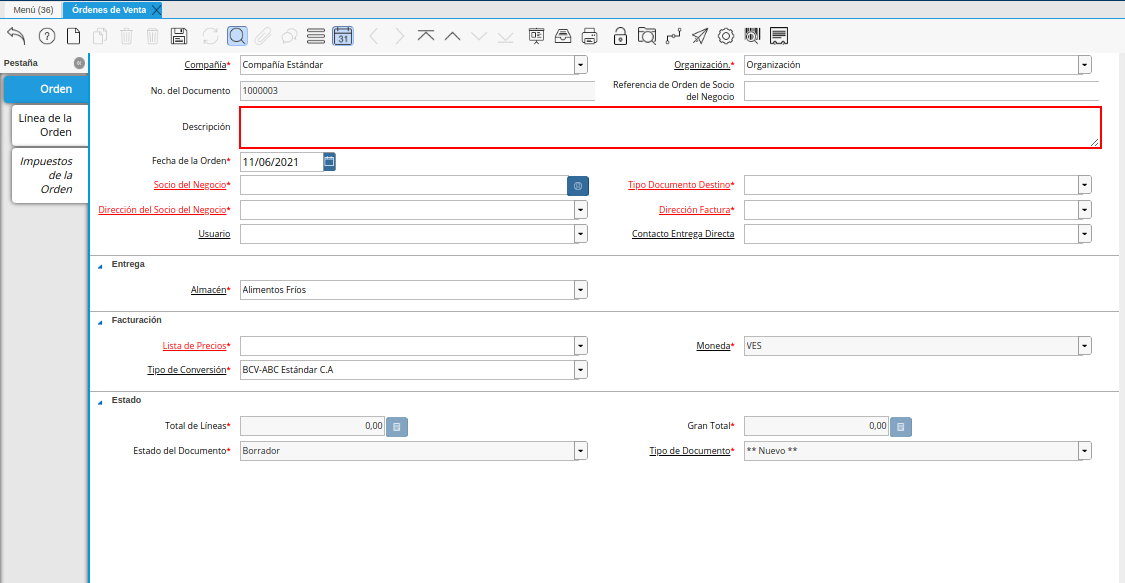 Menú (36)
Órdenes de Venta
31
Pestaña
Orden
Línea de la
Orden
Impuestos
de la
Orden
Compañía* Compañía Estándar
Organización.* Organización
No. del Documento 1000003
Referencia de Orden de Socio
del Negocio
Descripción
Fecha de la Orden* 11/06/2021
Socio del Negocio*
Tipo Documento Destino*
Dirección del Socio del Negocio*
Dirección Factura*
Usuario
Contacto Entrega Directa
Entrega
Almacén* Alimentos Fríos
Facturación
Lista de Precios*
Moneda* VES
Tipo de Conversión* BCV-ABC Estándar C.A
Estado
Total de Líneas* 0,00
Gran Total* 0,00
Estado del Documento* Borrador
Tipo de Documento* ** Nuevo **